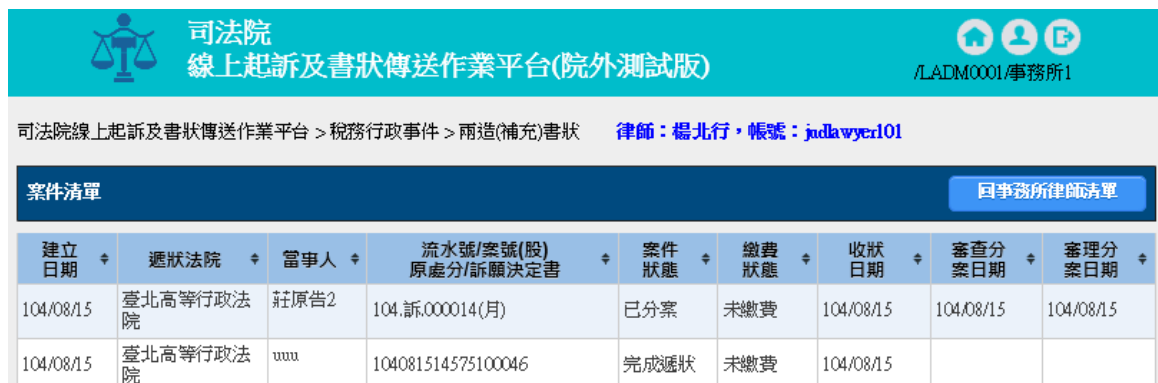 司法院
線上起訴及書狀傳送作業平台(院外測試版)
/LADM0001/事務所1
司法院線上起訴及書狀傳送作業平台 > 稅務行政事件 > 兩造(補充)書狀 律師：楊北行，帳號：judlawyer101
案件清單 回事務所律師清單
建立日期 遞狀法院 當事人 流水號/案號(股)原處分/訴願決定書 案件狀態 繳費狀態 收狀日期 審查分案日期 審理分案日期
104/08/15 臺北高等行政法院 莊原告2 104.訴.000014(月) 已分案 未繳費 104/08/15 104/08/15 104/08/15
104/08/15 臺北高等行政法院 uuu 104081514575100046 完成遞狀 未繳費 104/08/15